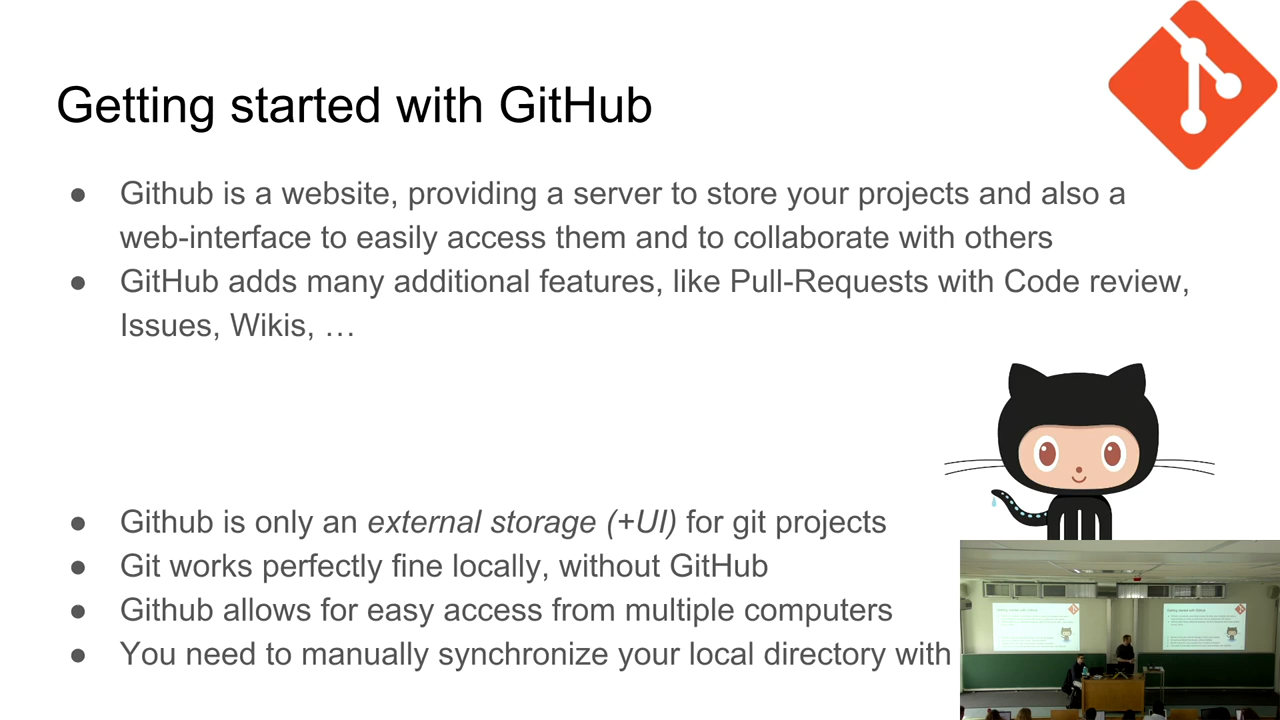 Getting started with GitHub
● Github is a website, providing a server to store your projects and also a
web-interface to easily access them and to collaborate with others
● GitHub adds many additional features, like Pull-Requests with Code review,
Issues, Wikis, …
● Github is only an external storage (+UI) for git projects
● Git works perfectly fine locally, without GitHub
● Github allows for easy access from multiple computers
● You need to manually synchronize your local directory with